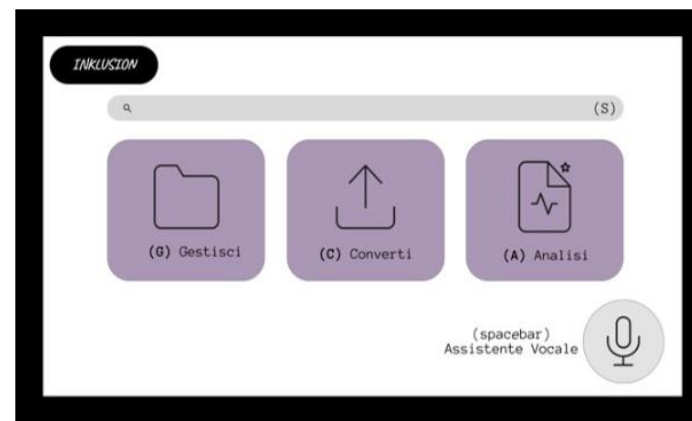 INKLUSION
(S)
(G) Gestisci
(C) Converti
(A) Analisi
(spacebar)
Assistente Vocale